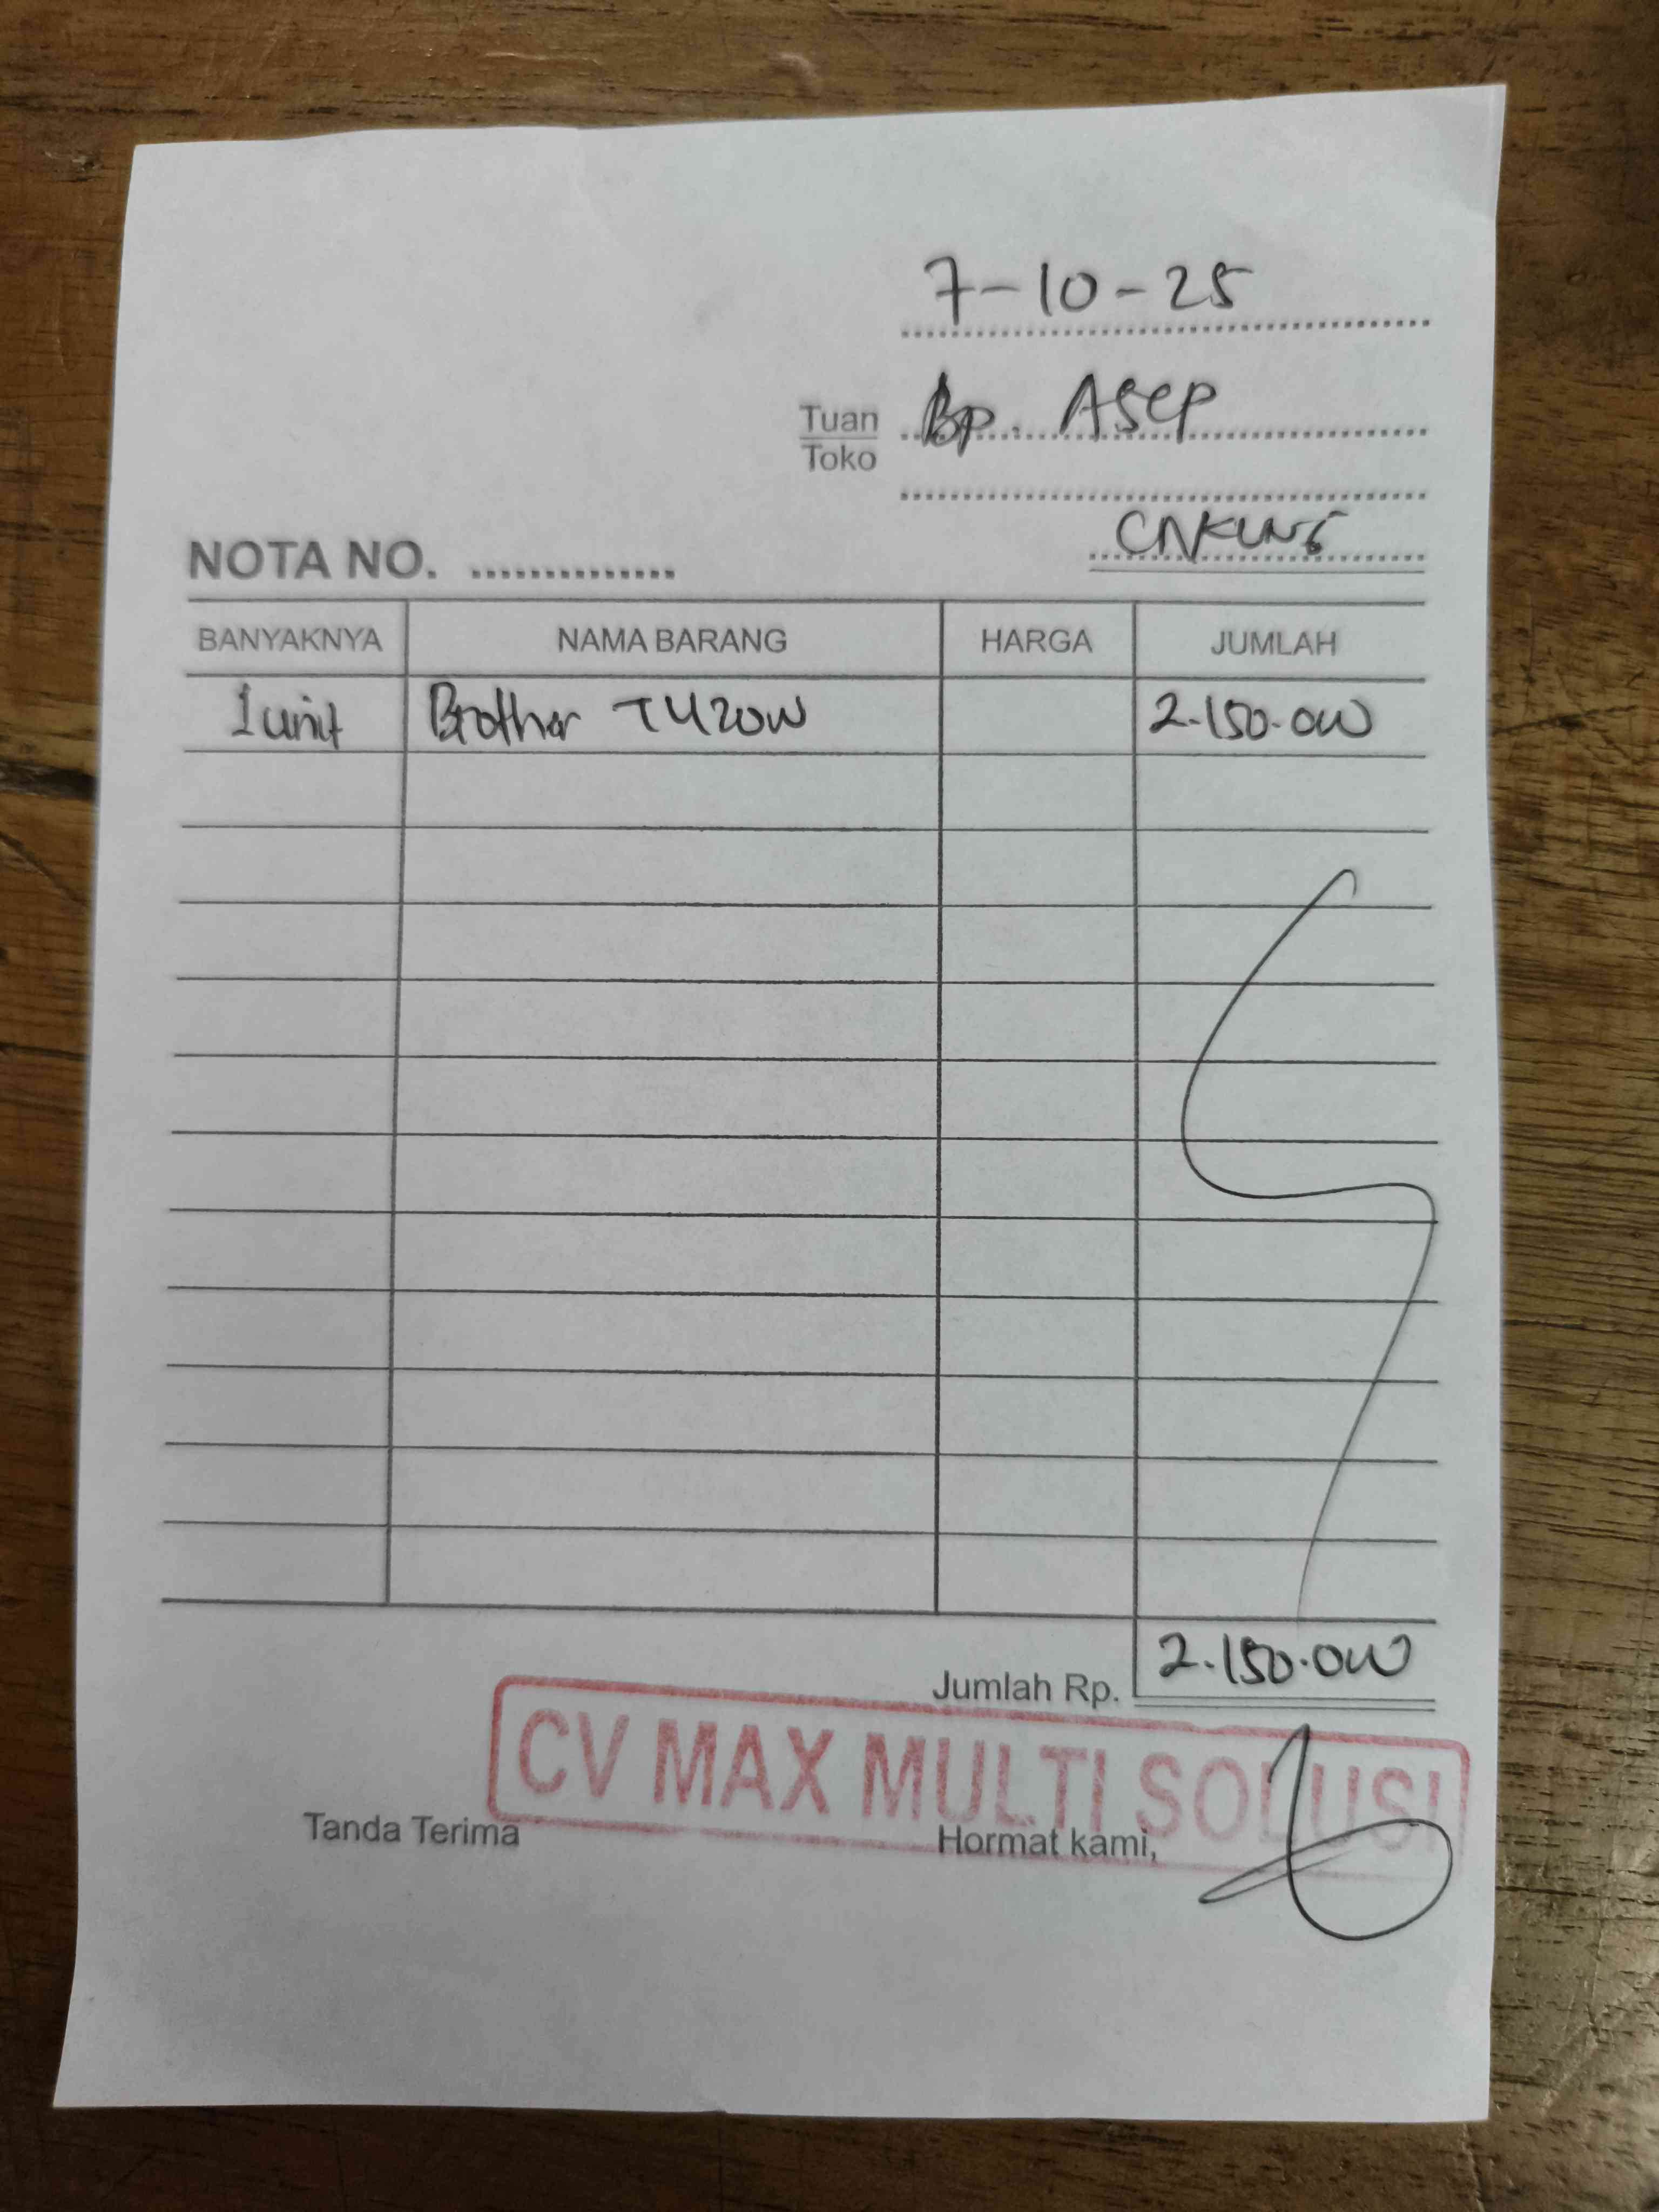 7-10-25
Tuan Bp. Asep
Toko
CAKUNG
NOTA NO. ..............
BANYAKNYA NAMA BARANG HARGA JUMLAH
1 unit Brother T420W 2.150.000
Jumlah Rp. 2.150.000
CV MAX MULTI SOLUSI
Tanda Terima Hormat kami,